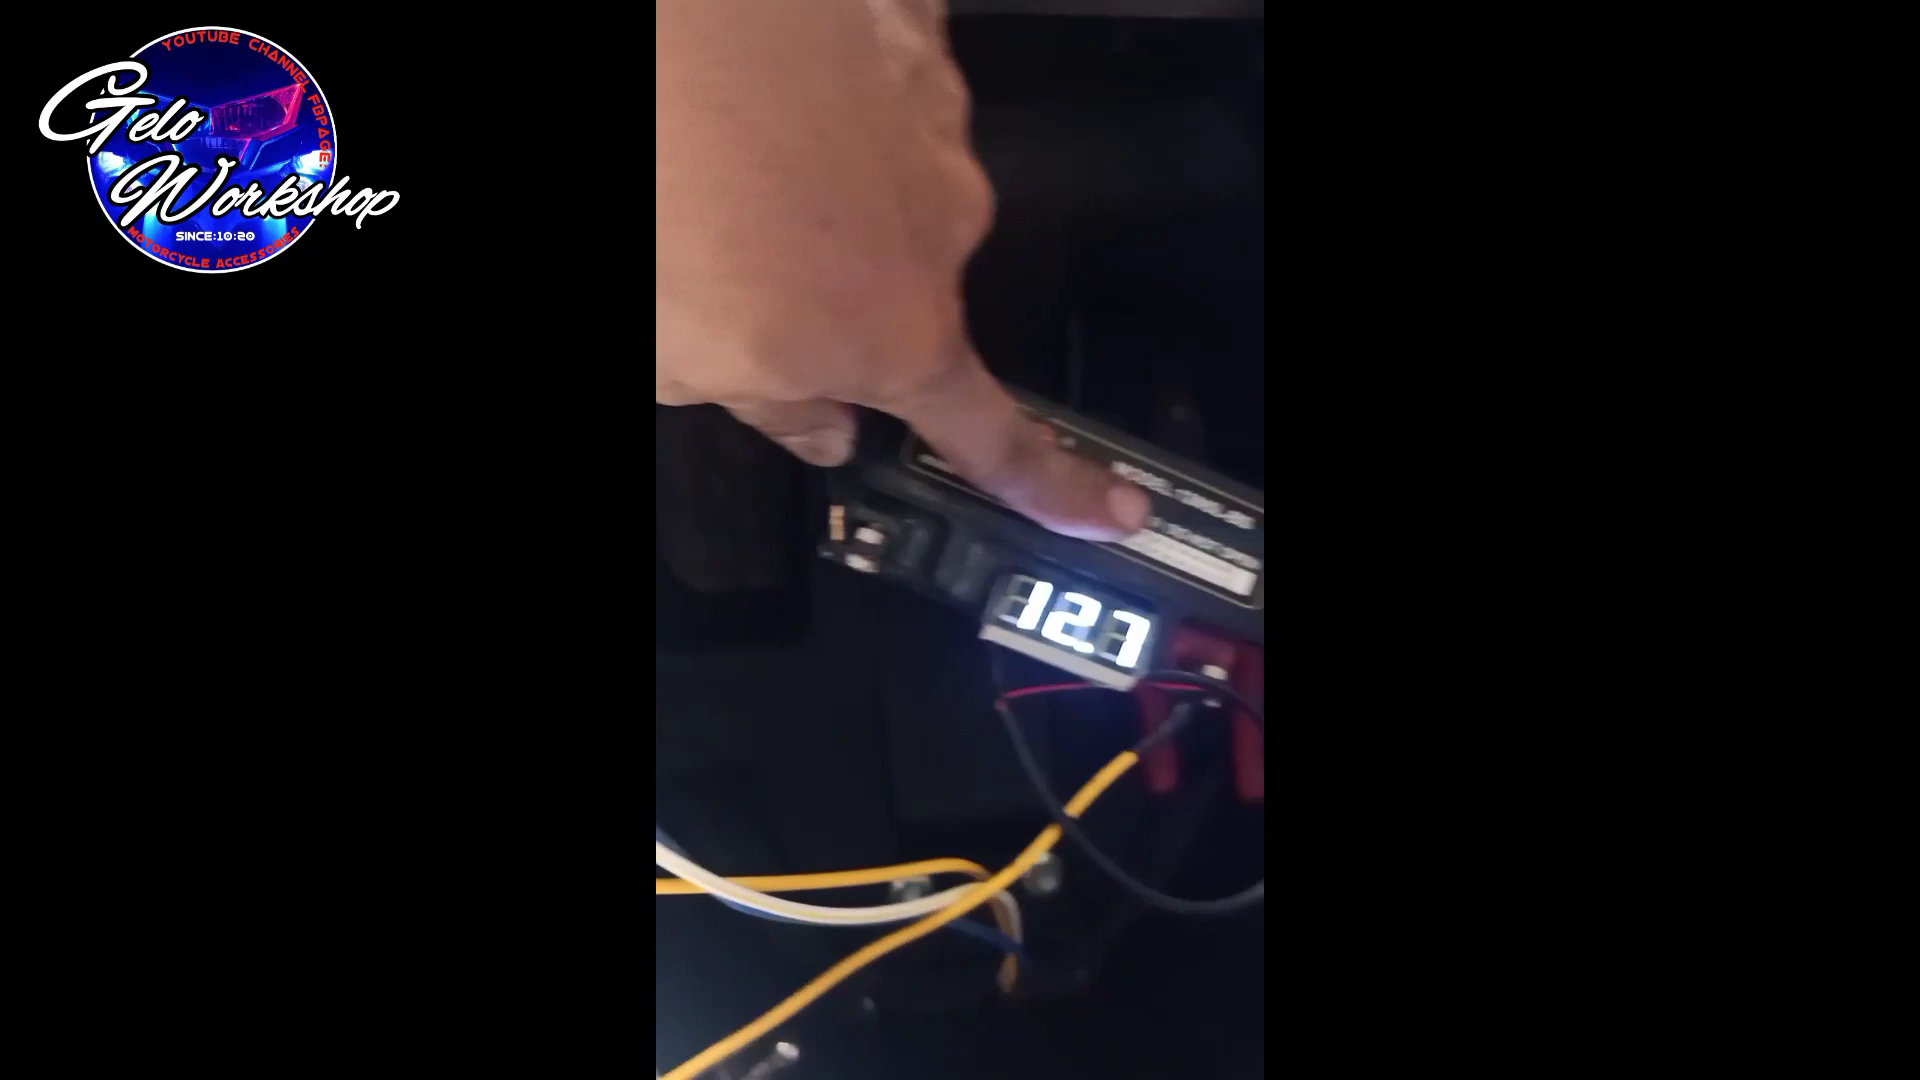 YOUTUBE CHANNEL FBPAGE:
Gelo
Workshop
SINCE:10:20
MOTORCYCLE ACCESSORIES
12.7